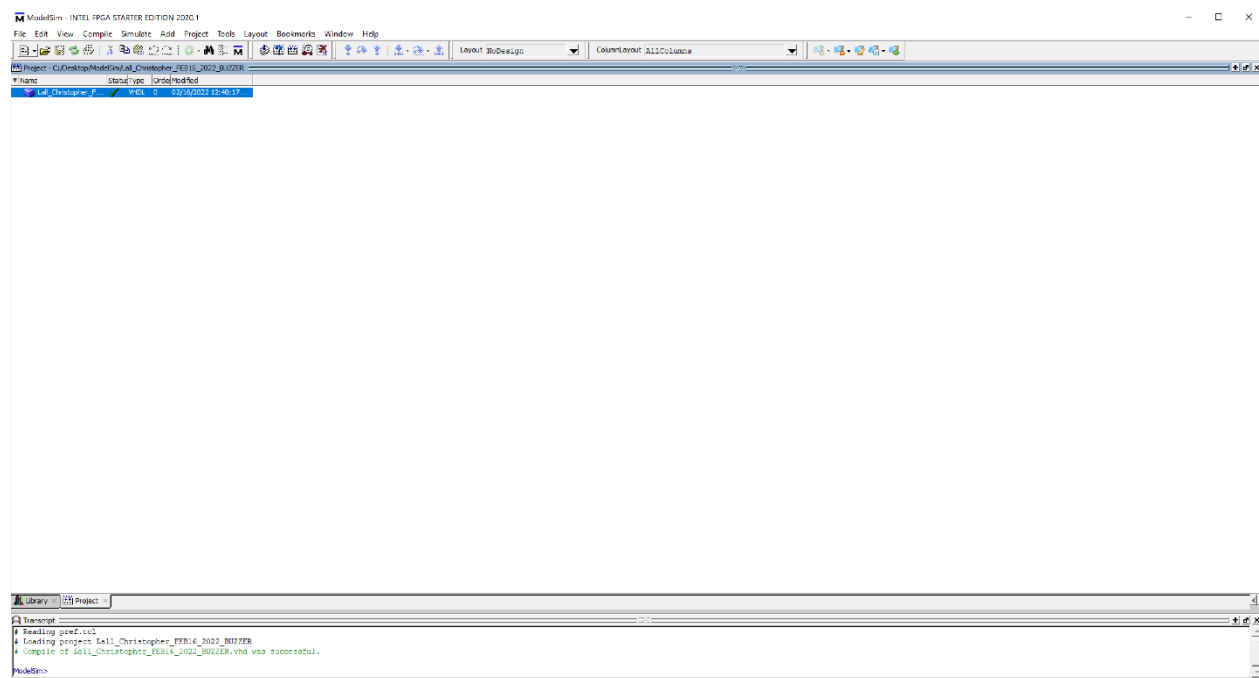 ModelSim - INTEL FPGA STARTER EDITION 2020.1
File Edit View Compile Simulate Add Project Tools Layout Bookmarks Window Help
Layout NoDesign ColumnLayout AllColumns
Project - C:/Desktop/ModelSim/Lall_Christopher_FEB16_2022_BUZZER
Name Statu Type Orde Modified
Lall_Christopher_F... VHDL 0 02/16/2022 12:40:17 ...
Library Project
Transcript
# Reading pref.tcl
# Loading project Lall_Christopher_FEB16_2022_BUZZER
# Compile of Lall_Christopher_FEB16_2022_BUZZER.vhd was successful.
ModelSim>